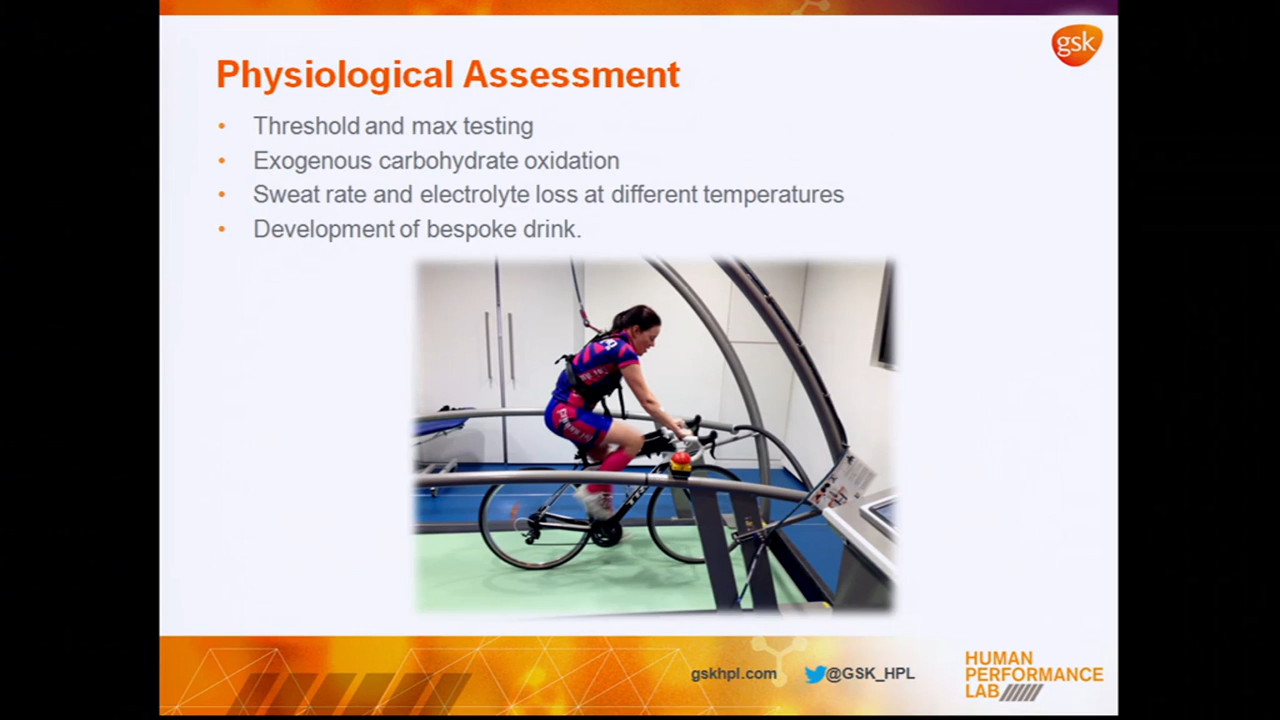 gsk
Physiological Assessment
• Threshold and max testing
• Exogenous carbohydrate oxidation
• Sweat rate and electrolyte loss at different temperatures
• Development of bespoke drink.
gskhpl.com
@GSK_HPL
HUMAN
PERFORMANCE
LAB